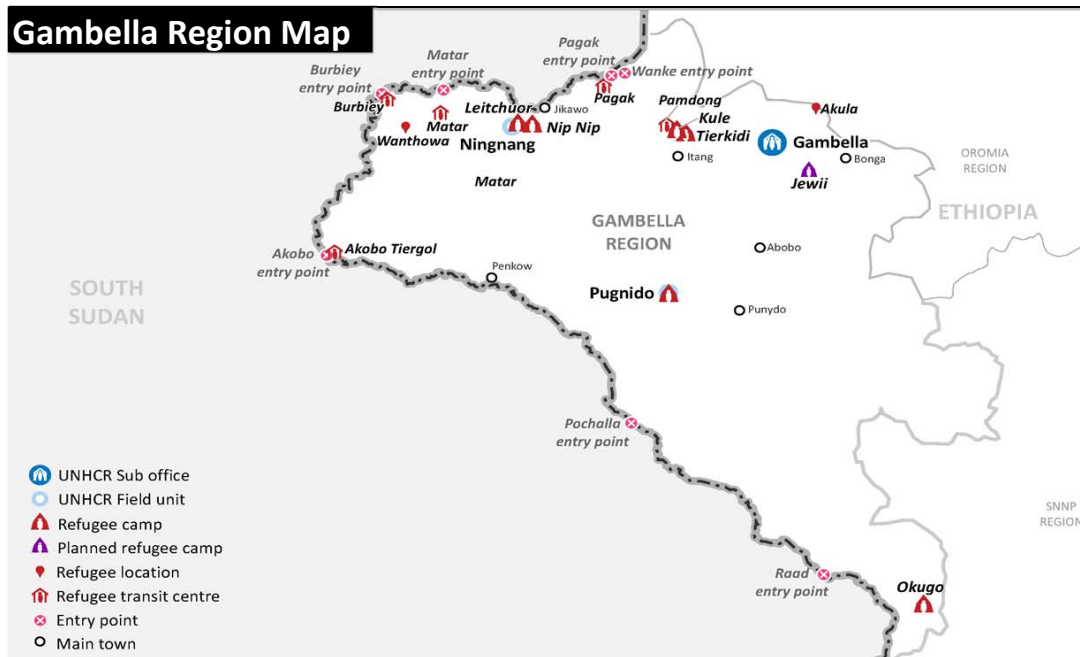 Gambella Region Map
Pagak
entry point
Matar
entry point
Burbiey
entry point
Wanke entry point
Burbiey
Leitchuor
Jikawo
Pagak
Pamdong
Akula
Matar
Kule
Wanthowa
Nip Nip
Tierkidi
Ningnang
Gambella
Itang
Bonga
OROMIA
REGION
Matar
Jewii
ETHIOPIA
GAMBELLA
REGION
Akobo
entry point
Akobo Tiergol
Abobo
Penkow
SOUTH
SUDAN
Pugnido
Punydo
Pochalla
entry point
UNHCR Sub office
UNHCR Field unit
Refugee camp
Planned refugee camp
Refugee location
Refugee transit centre
Entry point
Main town
SNNP
REGION
Raad
entry point
Okugo